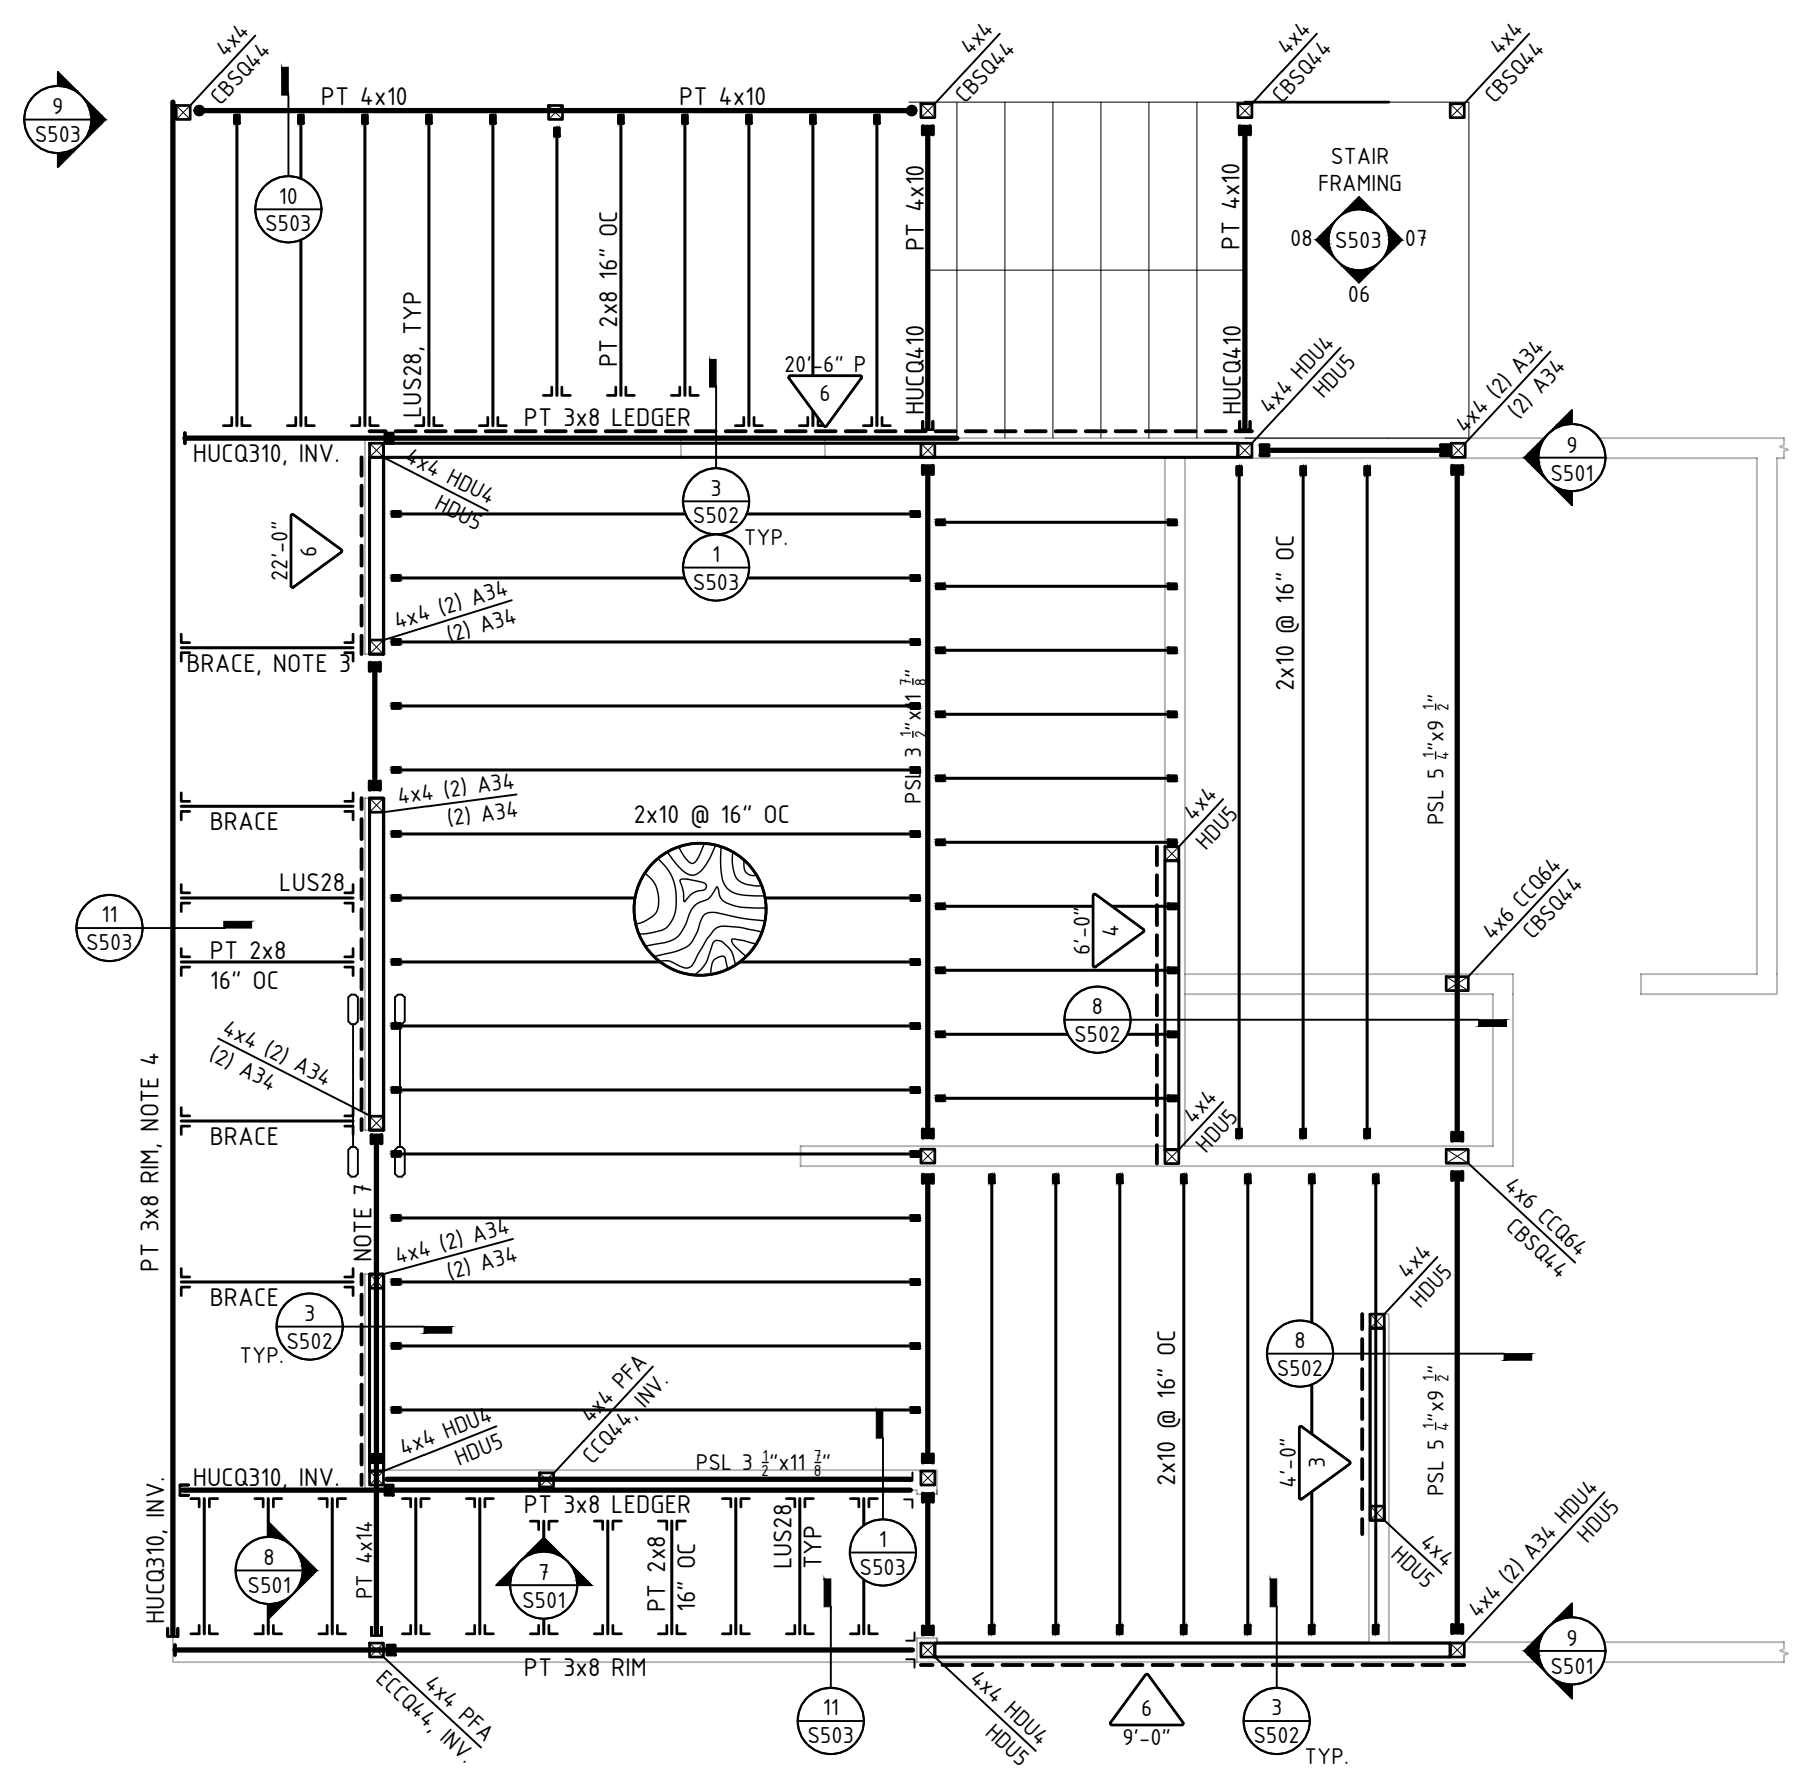 4x4
CBSQ44
4x4
CBSQ44
4x4
CBSQ44
4x4
CBSQ44
9
S503
PT 4x10
PT 4x10
10
S503
PT 2x8 16" OC
LUS28, TYP
PT 4x10
HUCQ410
PT 4x10
HUCQ410
STAIR
FRAMING
08
S503
07
06
20'-6" P
6
PT 3x8 LEDGER
HUCQ310, INV.
4x4 HDU4
HDU5
4x4 (2) A34
(2) A34
9
S501
4x4 HDU4
HDU5
3
S502
TYP.
1
S503
22'-0"
6
4x4 (2) A34
(2) A34
BRACE, NOTE 3
2x10 @ 16" OC
PSL 3 1/2"x11 7/8"
PSL 5 1/4"x9 1/2"
4x4 (2) A34
(2) A34
BRACE
2x10 @ 16" OC
4x4
HDU5
LUS28
11
S503
PT 2x8
16" OC
6'-0"
4
4x6 CCQ64
CBSQ44
8
S502
4x4 (2) A34
(2) A34
BRACE
4x4
HDU5
PT 3x8 RIM, NOTE 4
NOTE 7
4x6 CCQ64
CBSQ44
4x4 (2) A34
(2) A34
BRACE
3
S502
TYP.
4x4
HDU5
8
S502
2x10 @ 16" OC
PSL 5 1/4"x9 1/2"
4x4 PFA
CCQ44, INV.
4x4 HDU4
HDU5
PSL 3 1/2"x11 7/8"
4'-0"
3
HUCQ310, INV.
HUCQ310, INV.
PT 3x8 LEDGER
4x4
HDU5
4x4 (2) A34 HDU4
HDU5
8
S501
PT 4x14
7
S501
PT 2x8
16" OC
LUS28
TYP
1
S503
PT 3x8 RIM
9
S501
4x4 PFA
ECCQ44, INV.
11
S503
4x4 HDU4
HDU5
6
9'-0"
3
S502
TYP.